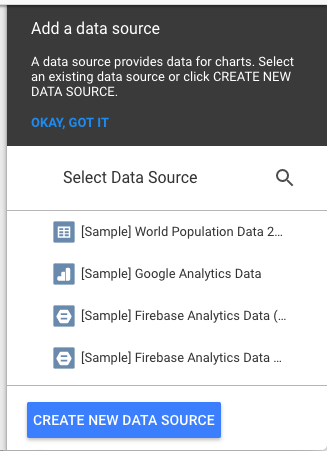 Add a data source
A data source provides data for charts. Select
an existing data source or click CREATE NEW
DATA SOURCE.
OKAY, GOT IT
Select Data Source
[Sample] World Population Data 2...
[Sample] Google Analytics Data
[Sample] Firebase Analytics Data (...
[Sample] Firebase Analytics Data ...
CREATE NEW DATA SOURCE